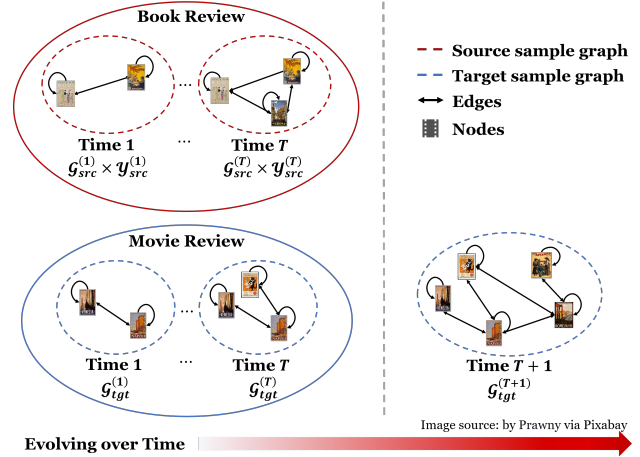 Book Review
Time 1
𝒢_src^(1) × 𝒴_src^(1)
...
...
Time T
𝒢_src^(T) × 𝒴_src^(T)
Source sample graph
Target sample graph
Edges
Nodes
Movie Review
Time 1
𝒢_tgt^(1)
...
...
Time T
𝒢_tgt^(T)
Time T + 1
𝒢_tgt^(T+1)
Image source: by Prawny via Pixabay
Evolving over Time